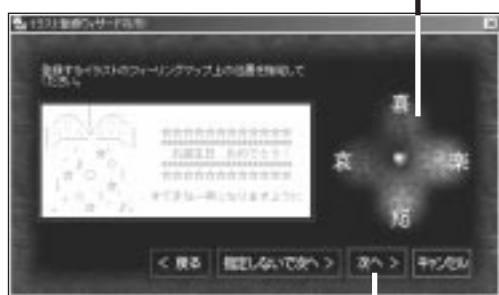 イラスト登録ウィザード
登録するイラストのフィーリングマップ上の位置を指定して
ください。
☆☆☆☆☆☆☆☆☆☆☆☆
お誕生日 おめでとう!
☆☆☆☆☆☆☆☆☆☆☆☆
すてきな一年になりますように
哀 楽
< 戻る 指定しないで次へ > 次へ > キャンセル